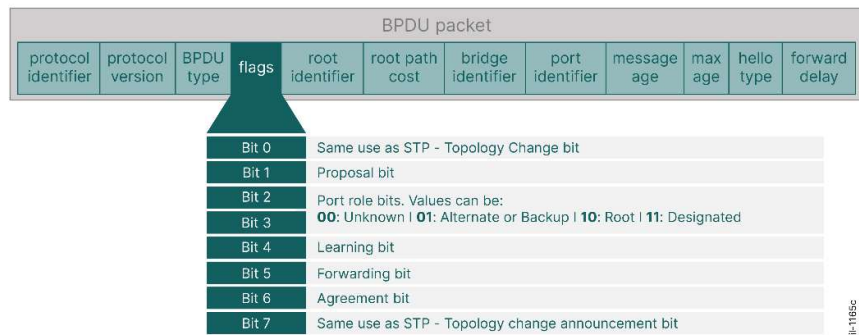 BPDU packet
protocol identifier
protocol version
BPDU type
flags
root identifier
root path cost
bridge identifier
port identifier
message age
max age
hello type
forward delay
Bit 0 Same use as STP - Topology Change bit
Bit 1 Proposal bit
Bit 2 Port role bits. Values can be:
Bit 3 00: Unknown | 01: Alternate or Backup | 10: Root | 11: Designated
Bit 4 Learning bit
Bit 5 Forwarding bit
Bit 6 Agreement bit
Bit 7 Same use as STP - Topology change announcement bit